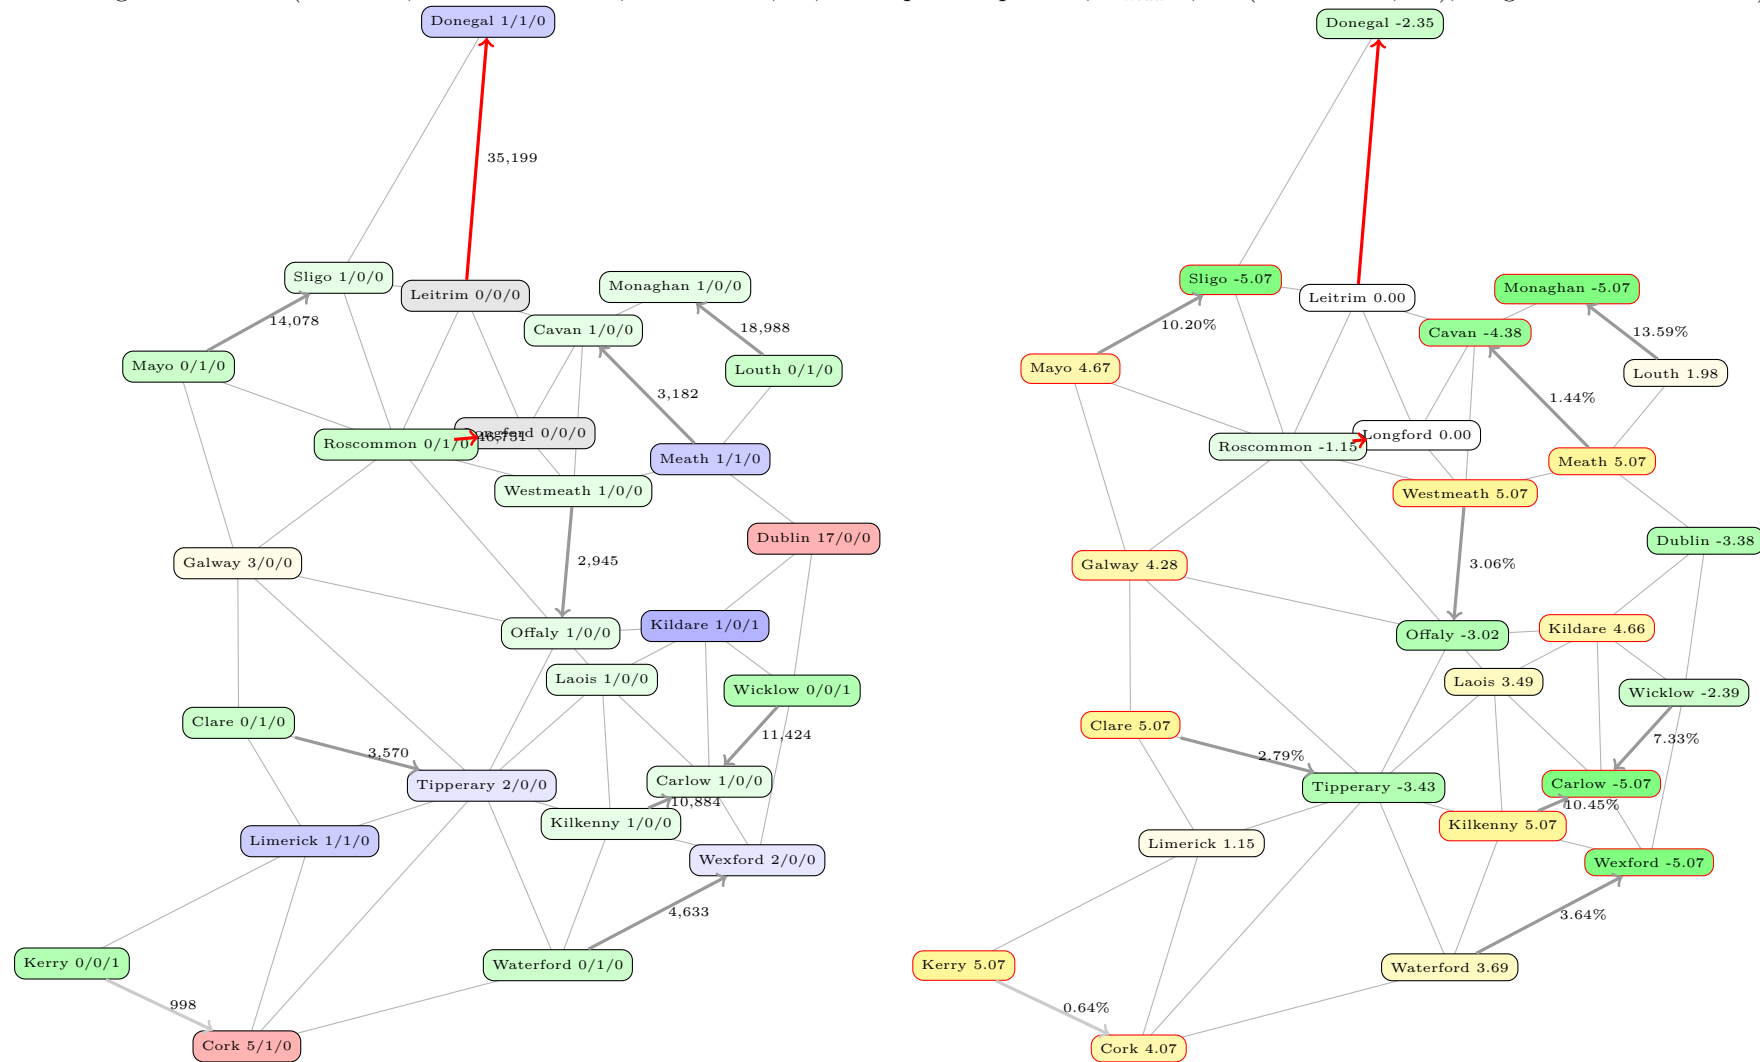 Donegal 1/1/0
35,199
Sligo 1/0/0
Leitrim 0/0/0
Monaghan 1/0/0
14,078
Cavan 1/0/0
18,988
Mayo 0/1/0
Louth 0/1/0
3,182
Roscommon 0/1/0
Longford 0/0/0
46,731
Meath 1/1/0
Westmeath 1/0/0
Dublin 17/0/0
Galway 3/0/0
2,945
Offaly 1/0/0
Kildare 1/0/1
Laois 1/0/0
Wicklow 0/0/1
Clare 0/1/0
3,570
11,424
Tipperary 2/0/0
Carlow 1/0/0
10,884
Kilkenny 1/0/0
Limerick 1/1/0
Wexford 2/0/0
4,633
Kerry 0/0/1
Waterford 0/1/0
998
Cork 5/1/0
Donegal -2.35
Sligo -5.07
Leitrim 0.00
Monaghan -5.07
10.20%
Cavan -4.38
13.59%
Mayo 4.67
Louth 1.98
1.44%
Roscommon -1.15
Longford 0.00
Meath 5.07
Westmeath 5.07
Dublin -3.38
Galway 4.28
3.06%
Offaly -3.02
Kildare 4.66
Laois 3.49
Wicklow -2.39
Clare 5.07
2.79%
7.33%
Tipperary -3.43
Carlow -5.07
10.45%
Kilkenny 5.07
Limerick 1.15
Wexford -5.07
3.64%
Kerry 5.07
Waterford 3.69
0.64%
Cork 4.07